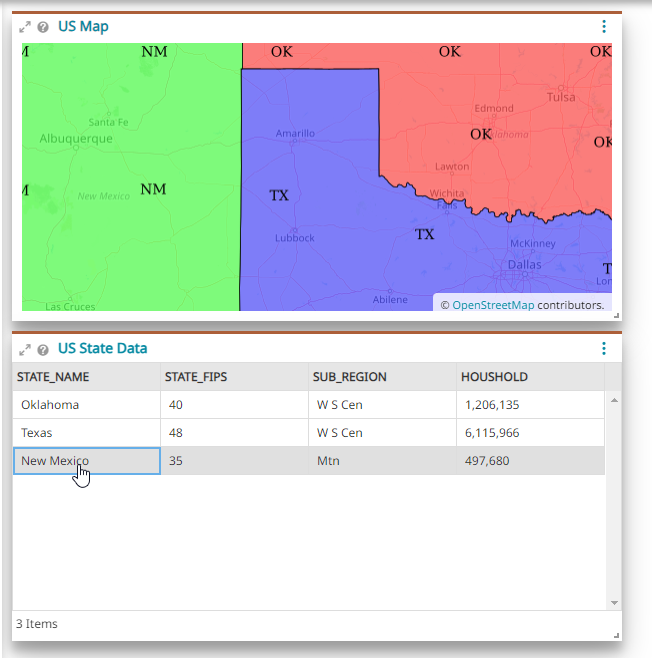 US Map
NM OK OK OK
Tulsa
Edmond
Santa Fe
Amarillo OK
Albuquerque OK
Lawton
NM New Mexico TX Wichita Falls
TX
Lubbock McKinney
Dallas
Las Cruces Abilene
© OpenStreetMap contributors.
US State Data
STATE_NAME STATE_FIPS SUB_REGION HOUSHOLD
Oklahoma 40 W S Cen 1,206,135
Texas 48 W S Cen 6,115,966
New Mexico 35 Mtn 497,680
3 Items